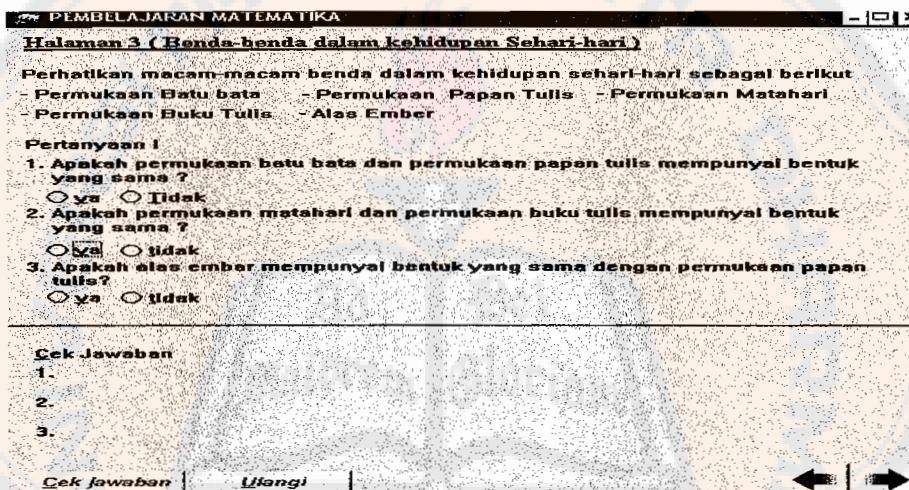 PEMBELAJARAN MATEMATIKA
Halaman 3 ( Benda-benda dalam kehidupan Sehari-hari )
Perhatikan macam-macam benda dalam kehidupan sehari-hari sebagai berikut
- Permukaan Batu bata - Permukaan Papan Tulis - Permukaan Matahari
- Permukaan Buku Tulis - Alas Ember
Pertanyaan I
1. Apakah permukaan batu bata dan permukaan papan tulis mempunyai bentuk
yang sama ?
ya Tidak
2. Apakah permukaan matahari dan permukaan buku tulis mempunyai bentuk
yang sama ?
ya tidak
3. Apakah alas embar mempunyai bentuk yang sama dengan permukaan papan
tulis?
ya tidak
Cek Jawaban
1.
2.
3.
Cek jawaban Ulangi